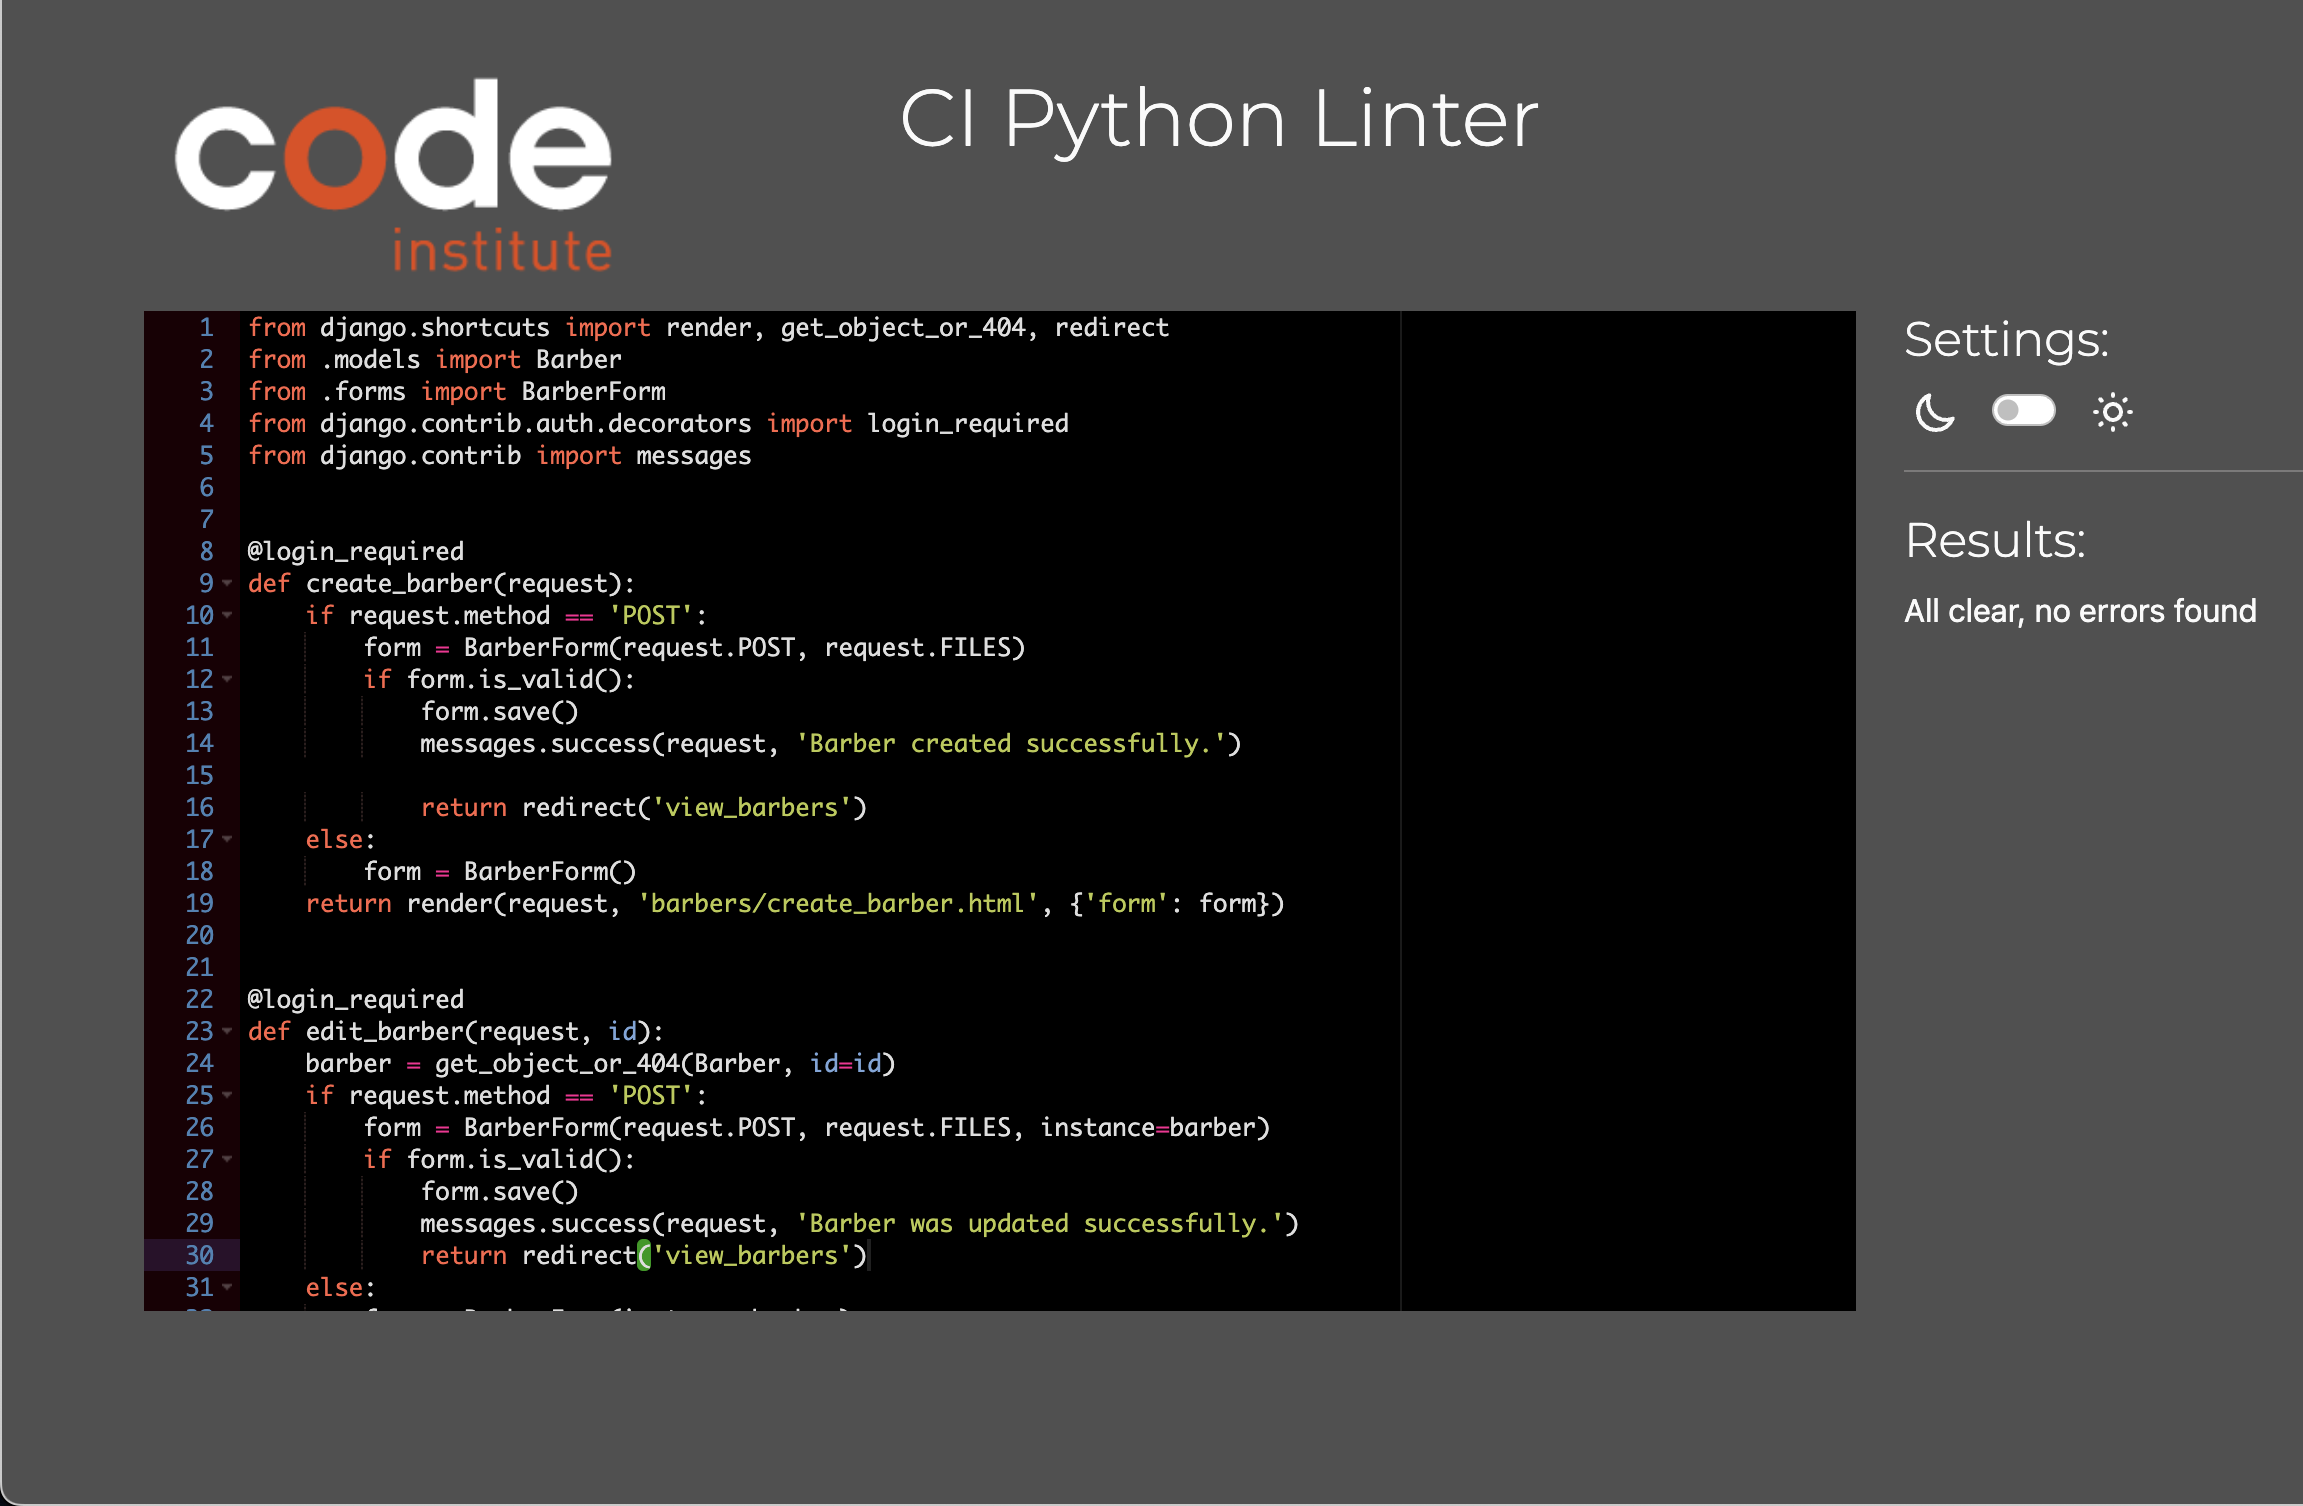 code
institute
CI Python Linter
1 from django.shortcuts import render, get_object_or_404, redirect
2 from .models import Barber
3 from .forms import BarberForm
4 from django.contrib.auth.decorators import login_required
5 from django.contrib import messages
6
7
8 @login_required
9 def create_barber(request):
10     if request.method == 'POST':
11         form = BarberForm(request.POST, request.FILES)
12         if form.is_valid():
13             form.save()
14             messages.success(request, 'Barber created successfully.')
15
16             return redirect('view_barbers')
17     else:
18         form = BarberForm()
19     return render(request, 'barbers/create_barber.html', {'form': form})
20
21
22 @login_required
23 def edit_barber(request, id):
24     barber = get_object_or_404(Barber, id=id)
25     if request.method == 'POST':
26         form = BarberForm(request.POST, request.FILES, instance=barber)
27         if form.is_valid():
28             form.save()
29             messages.success(request, 'Barber was updated successfully.')
30             return redirect('view_barbers')
31     else:
Settings:
Results:
All clear, no errors found